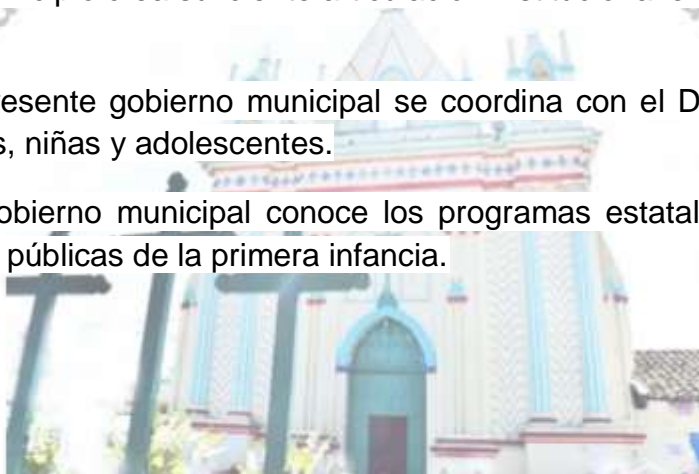 resente gobierno municipal se coordina con el D
s, niñas y adolescentes.
obierno municipal conoce los programas estatal
públicas de la primera infancia.